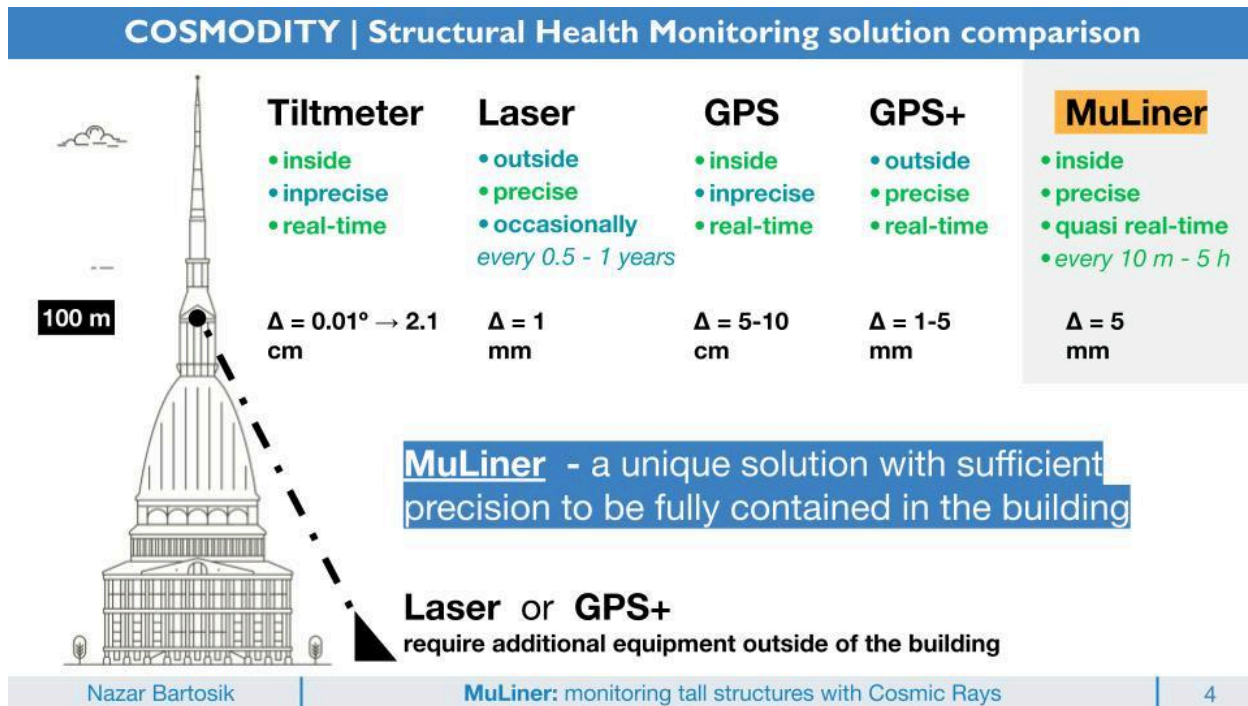 COSMODITY | Structural Health Monitoring solution comparison
Tiltmeter
• inside
• inprecise
• real-time
Δ = 0.01° → 2.1
cm
Laser
• outside
• precise
• occasionally
every 0.5 - 1 years
Δ = 1
mm
GPS
• inside
• inprecise
• real-time
Δ = 5-10
cm
GPS+
• outside
• precise
• real-time
Δ = 1-5
mm
MuLiner
• inside
• precise
• quasi real-time
• every 10 m - 5 h
Δ = 5
mm
100 m
MuLiner - a unique solution with sufficient
precision to be fully contained in the building
Laser or GPS+
require additional equipment outside of the building
Nazar Bartosik
MuLiner: monitoring tall structures with Cosmic Rays
4